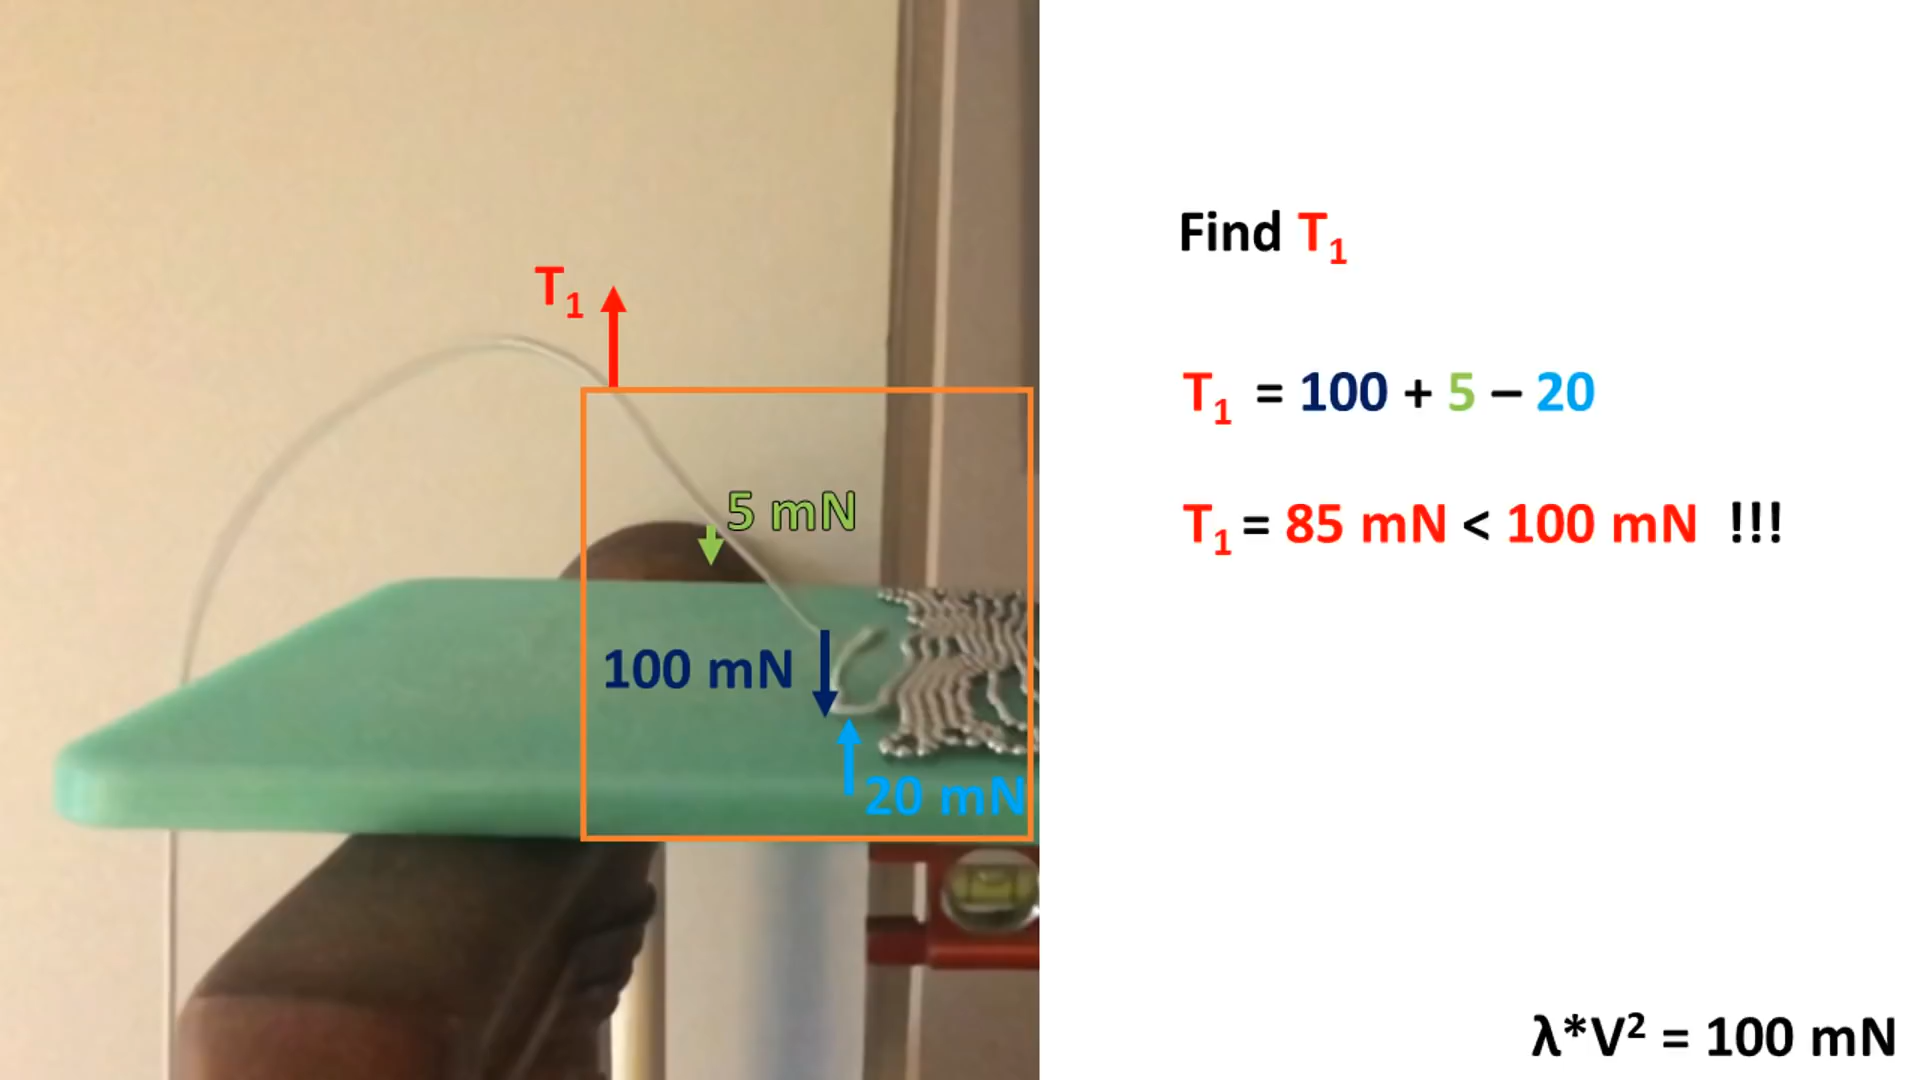 T₁
5 mN
100 mN
20 mN
Find T₁
T₁ = 100 + 5 – 20
T₁ = 85 mN < 100 mN !!!
λ*V² = 100 mN